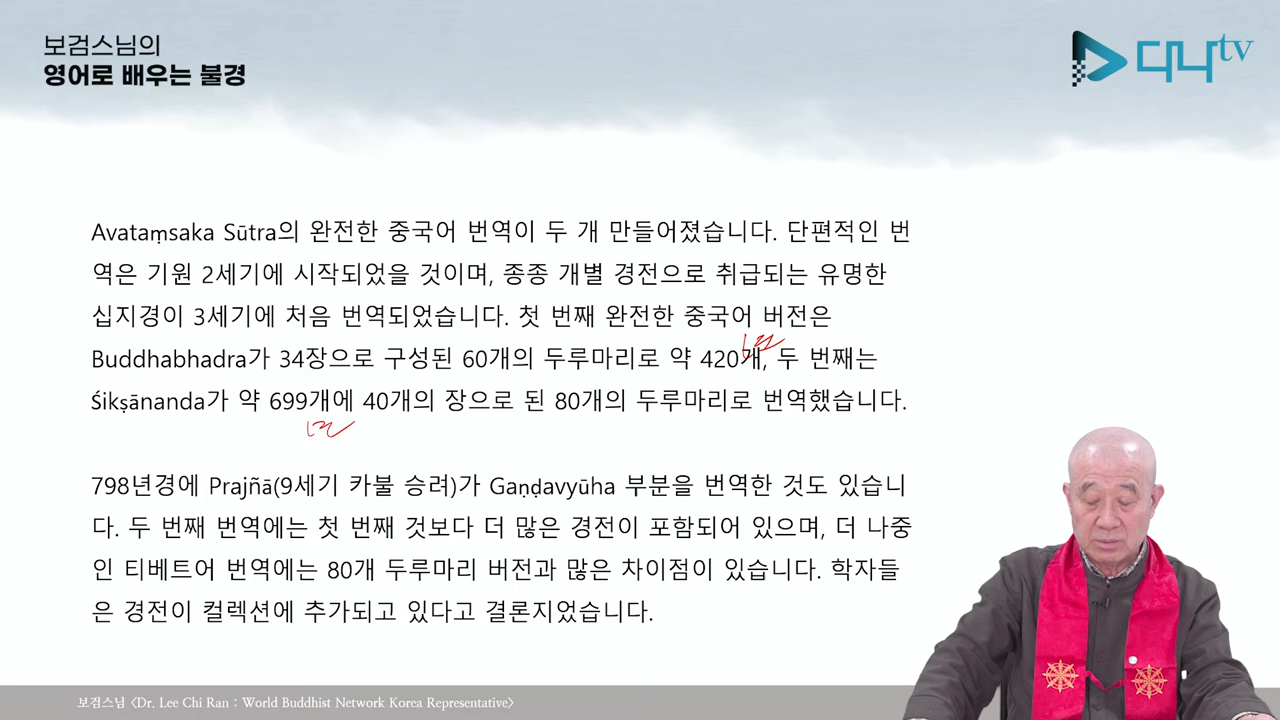 보검스님의
영어로 배우는 불경
다나tv
Avataṃsaka Sūtra의 완전한 중국어 번역이 두 개 만들어졌습니다. 단편적인 번
역은 기원 2세기에 시작되었을 것이며, 종종 개별 경전으로 취급되는 유명한
십지경이 3세기에 처음 번역되었습니다. 첫 번째 완전한 중국어 버전은
Buddhabhadra가 34장으로 구성된 60개의 두루마리로 약 420개, 두 번째는
년
Śikṣānanda가 약 699개에 40개의 장으로 된 80개의 두루마리로 번역했습니다.
년
798년경에 Prajñā(9세기 카불 승려)가 Gaṇḍavyūha 부분을 번역한 것도 있습니
다. 두 번째 번역에는 첫 번째 것보다 더 많은 경전이 포함되어 있으며, 더 나중
인 티베트어 번역에는 80개 두루마리 버전과 많은 차이점이 있습니다. 학자들
은 경전이 컬렉션에 추가되고 있다고 결론지었습니다.
보검스님 <Dr. Lee Chi Ran : World Buddhist Network Korea Representative>